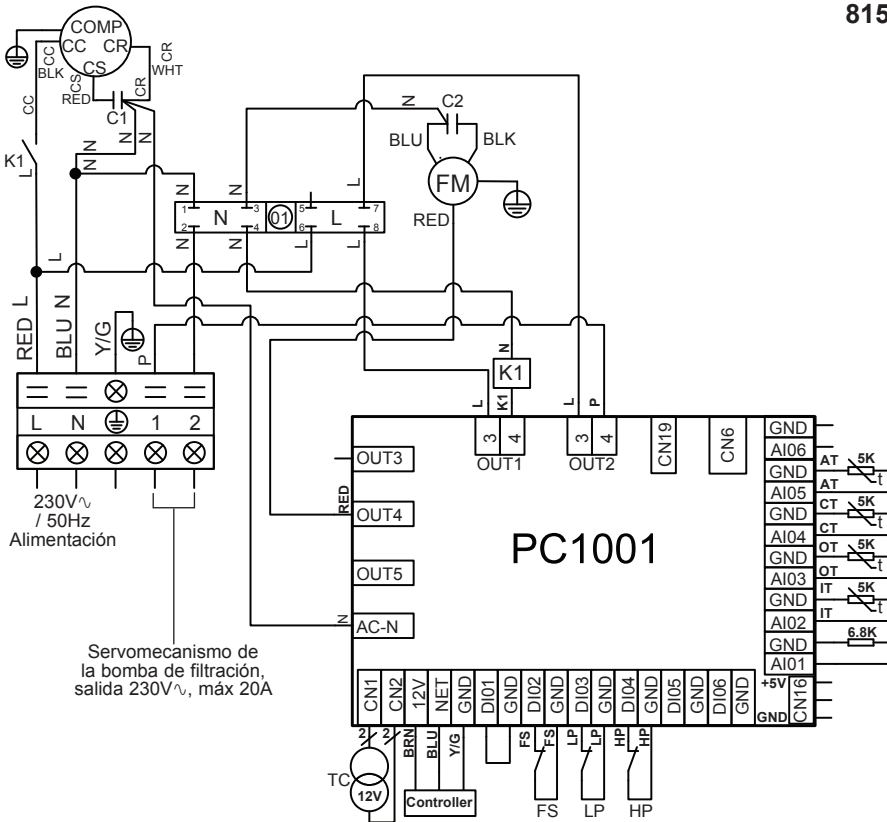 815
COMP
CC
CR
CS
CC
BLK
CS
RED
CR
CR
WHT
C1
CC
K1
L
N
N
N
N
N
L
N
N
N
L
C2
BLU
BLK
FM
RED
1
3
5
7
N
01
L
2
4
6
8
N
N
L
L
RED L
BLU N
Y/G
P
L
N
1
2
230V∿
/ 50Hz
Alimentación
Servomecanismo de
la bomba de filtración,
salida 230V∿, máx 20A
N
K1
L
K1
L
P
3
4
3
4
OUT1
OUT2
CN19
CN6
OUT3
RED
OUT4
OUT5
N
AC-N
PC1001
GND
AI06
GND
AI05
GND
AI04
GND
AI03
GND
AI02
GND
AI01
+5V
GND
CN16
AT
5K
t
AT
CT
5K
t
CT
OT
5K
t
OT
IT
5K
t
IT
6.8K
CN1
CN2
12V
NET
GND
DI01
GND
DI02
GND
DI03
GND
DI04
GND
DI05
GND
DI06
GND
2
2
BRN
BLU
Y/G
FS
FS
LP
LP
HP
HP
TC
12V
Controller
FS
LP
HP